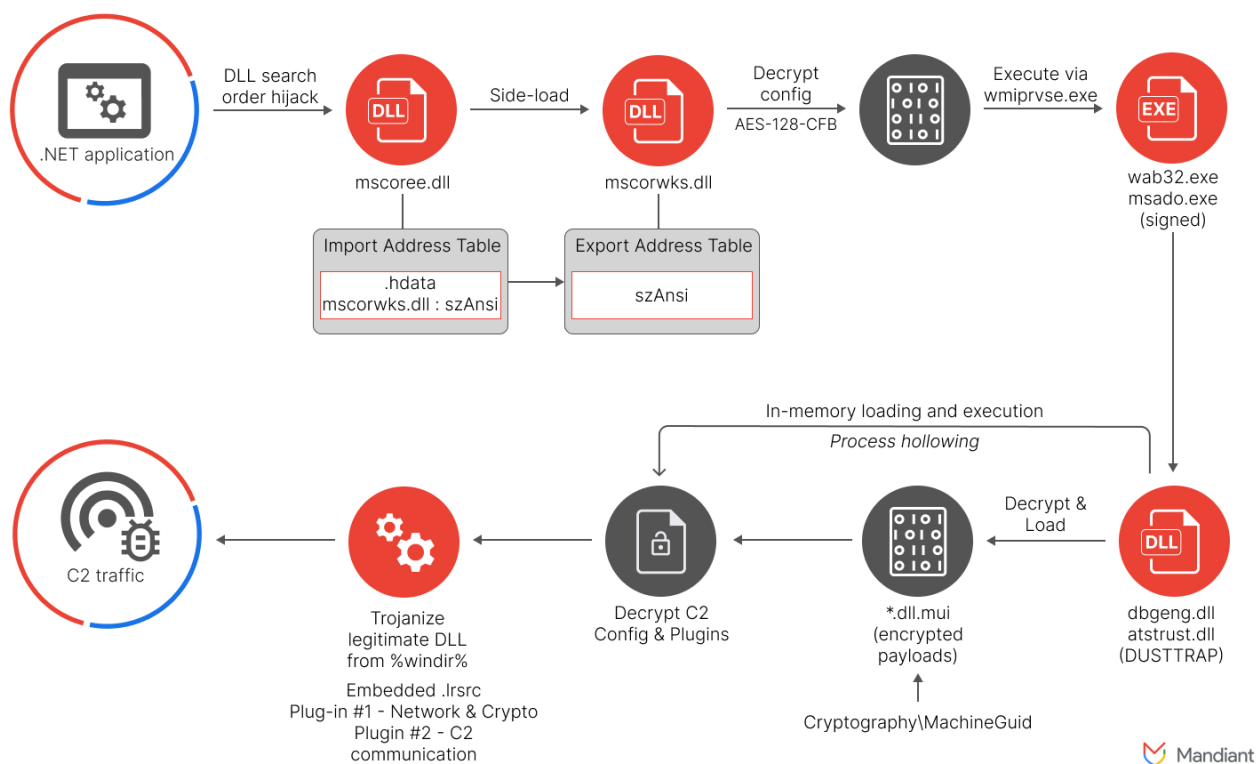 .NET application
DLL search
order hijack
DLL
mscoree.dll
Side-load
DLL
mscorwks.dll
Decrypt
config
AES-128-CFB
Execute via
wmiprvse.exe
EXE
wab32.exe
msado.exe
(signed)
Import Address Table
.hdata
mscorwks.dll : szAnsi
Export Address Table
szAnsi
In-memory loading and execution
Process hollowing
DLL
dbgeng.dll
atstrust.dll
(DUSTTRAP)
Decrypt &
Load
*.dll.mui
(encrypted
payloads)
Cryptography\MachineGuid
Decrypt C2
Config & Plugins
Trojanize
legitimate DLL
from %windir%
Embedded .lrsrc
Plug-in #1 - Network & Crypto
Plugin #2 - C2
communication
C2 traffic
Mandiant